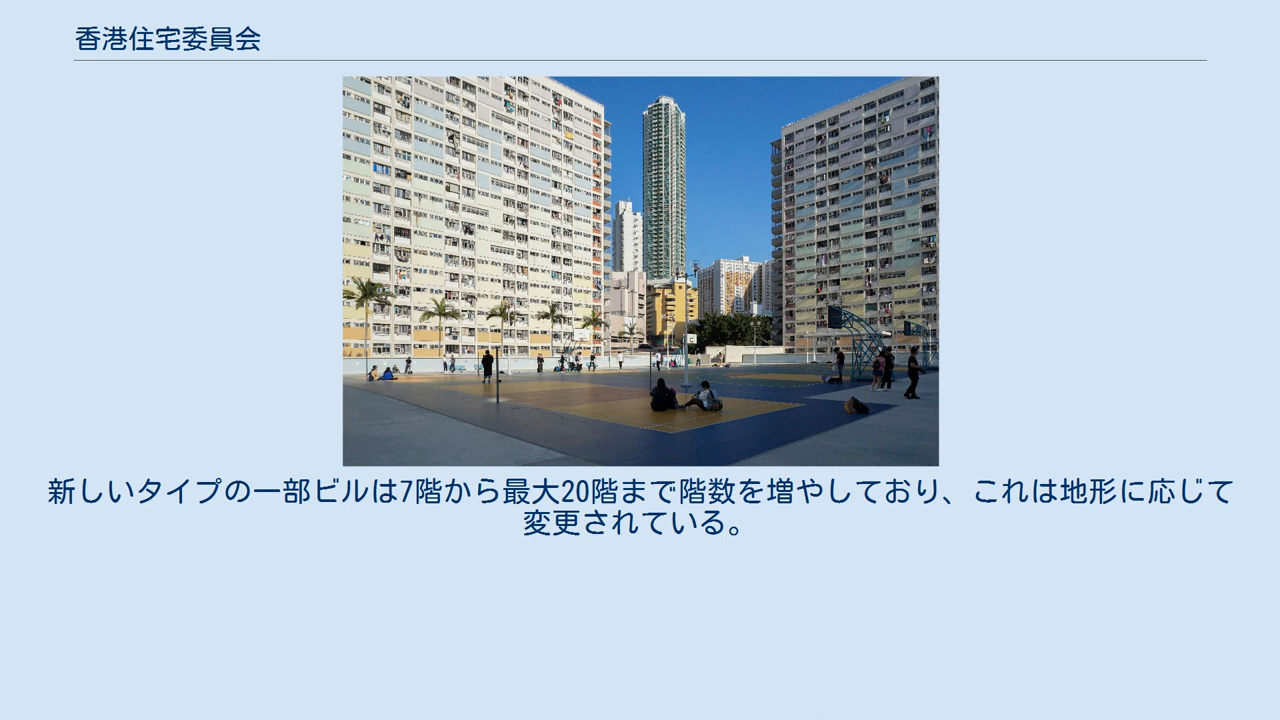 香港住宅委員会
新しいタイプの一部ビルは7階から最大20階まで階数を増やしており、これは地形に応じて
変更されている。